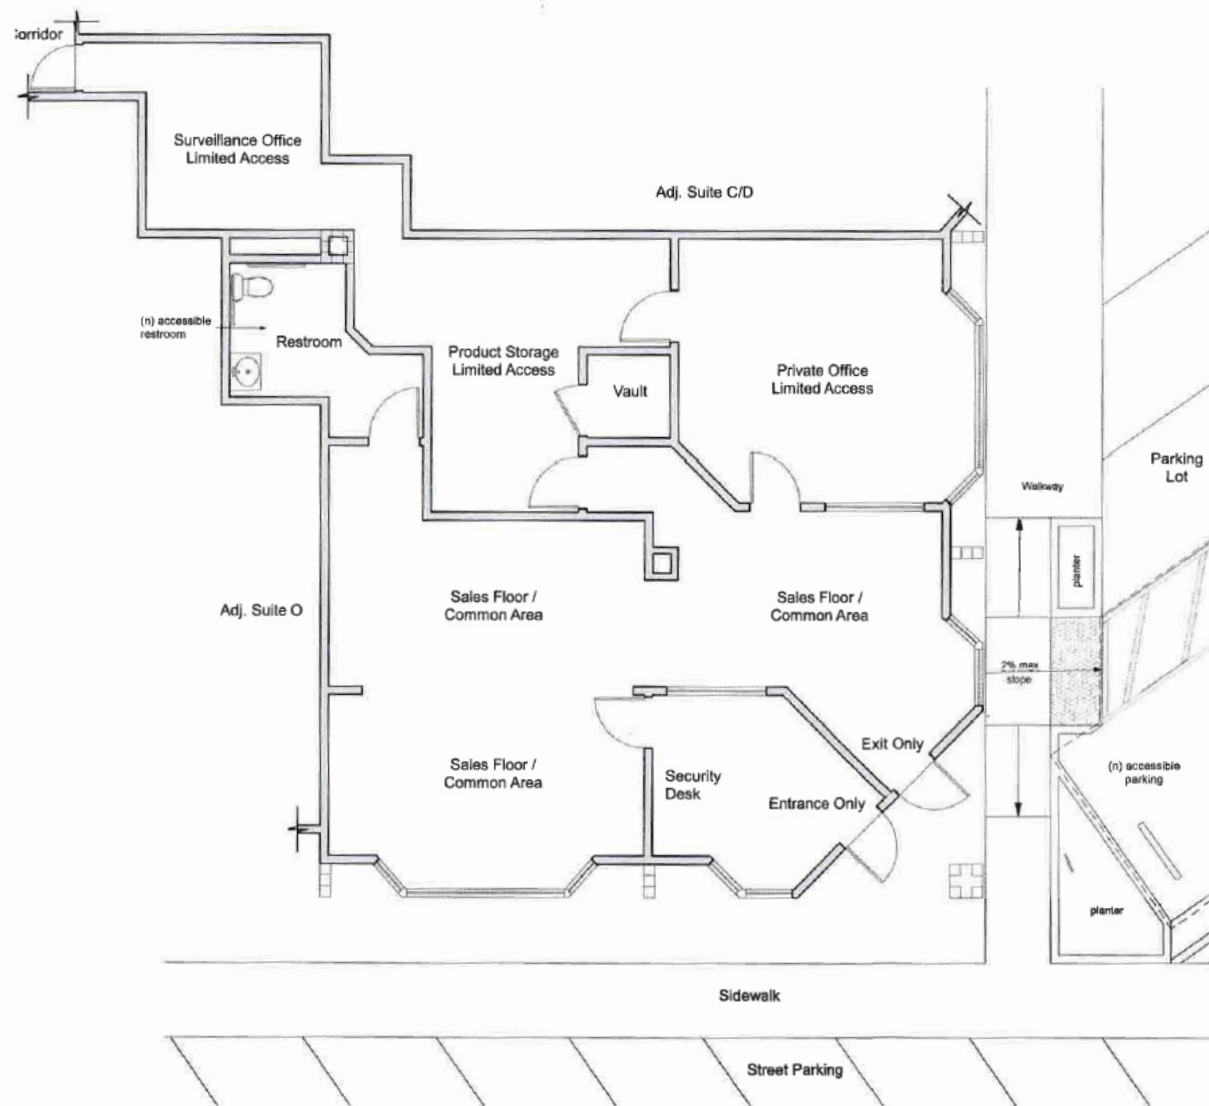 orridor
Surveillance Office
Limited Access
Adj. Suite C/D
(n) accessible
restroom
Restroom
Product Storage
Limited Access
Vault
Private Office
Limited Access
Parking
Lot
Walkway
planter
Adj. Suite O
Sales Floor /
Common Area
Sales Floor /
Common Area
2% max
slope
Exit Only
(n) accessible
parking
Sales Floor /
Common Area
Security
Desk
Entrance Only
planter
Sidewalk
Street Parking